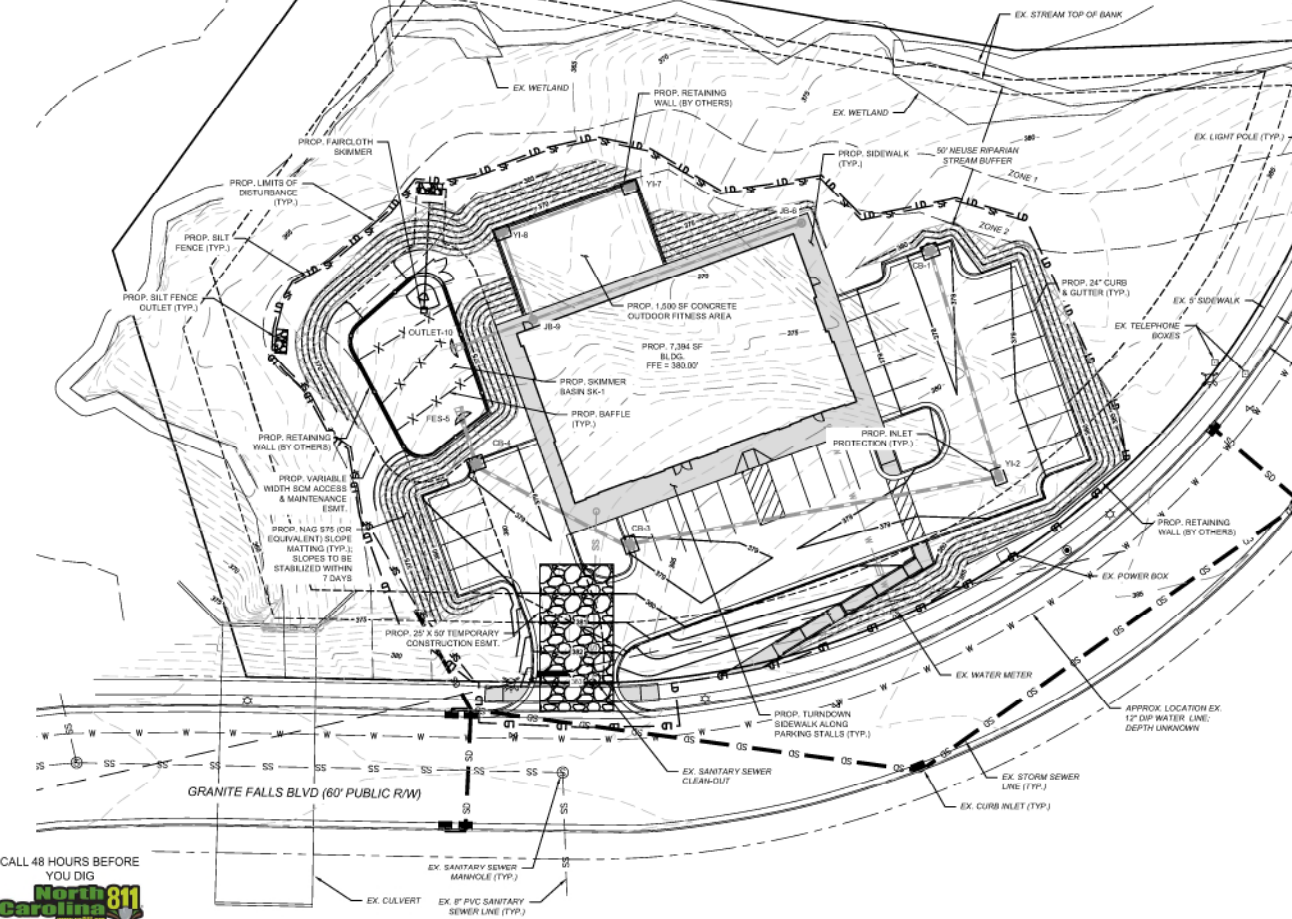 EX. STREAM TOP OF BANK
EX. WETLAND
PROP. RETAINING
WALL (BY OTHERS)
EX. WETLAND
EX. LIGHT POLE (TYP.)
PROP. FAIRCLOTH
SKIMMER
PROP. SIDEWALK
(TYP.)
50' NEUSE RIPARIAN
STREAM BUFFER
ZONE 1
ZONE 2
PROP. LIMITS OF
DISTURBANCE
(TYP.)
YI-7
JB-6
YI-8
CB-1
PROP. SILT
FENCE (TYP.)
PROP. SILT FENCE
OUTLET (TYP.)
PROP. 24" CURB
& GUTTER (TYP.)
EX. 5' SIDEWALK
EX. TELEPHONE
BOXES
PROP. 1,500 SF CONCRETE
OUTDOOR FITNESS AREA
OUTLET-10
JB-9
PROP. 7,394 SF
BLDG.
FFE = 380.00'
PROP. SKIMMER
BASIN SK-1
PROP. BAFFLE
(TYP.)
FES-5
CB-4
PROP. RETAINING
WALL (BY OTHERS)
PROP. INLET
PROTECTION (TYP.)
YI-2
PROP. VARIABLE
WIDTH SCM ACCESS
& MAINTENANCE
ESMT.
PROP. NAG S75 (OR
EQUIVALENT) SLOPE
MATTING (TYP.);
SLOPES TO BE
STABILIZED WITHIN
7 DAYS
CB-3
PROP. RETAINING
WALL (BY OTHERS)
EX. POWER BOX
PROP. 25' X 50' TEMPORARY
CONSTRUCTION ESMT.
EX. WATER METER
APPROX. LOCATION EX.
12" DIP WATER LINE;
DEPTH UNKNOWN
PROP. TURNDOWN
SIDEWALK ALONG
PARKING STALLS (TYP.)
EX. SANITARY SEWER
CLEAN-OUT
EX. STORM SEWER
LINE (TYP.)
EX. CURB INLET (TYP.)
GRANITE FALLS BLVD (60' PUBLIC R/W)
EX. SANITARY SEWER
MANHOLE (TYP.)
EX. CULVERT
EX. 8" PVC SANITARY
SEWER LINE (TYP.)
CALL 48 HOURS BEFORE
YOU DIG
North
Carolina
811